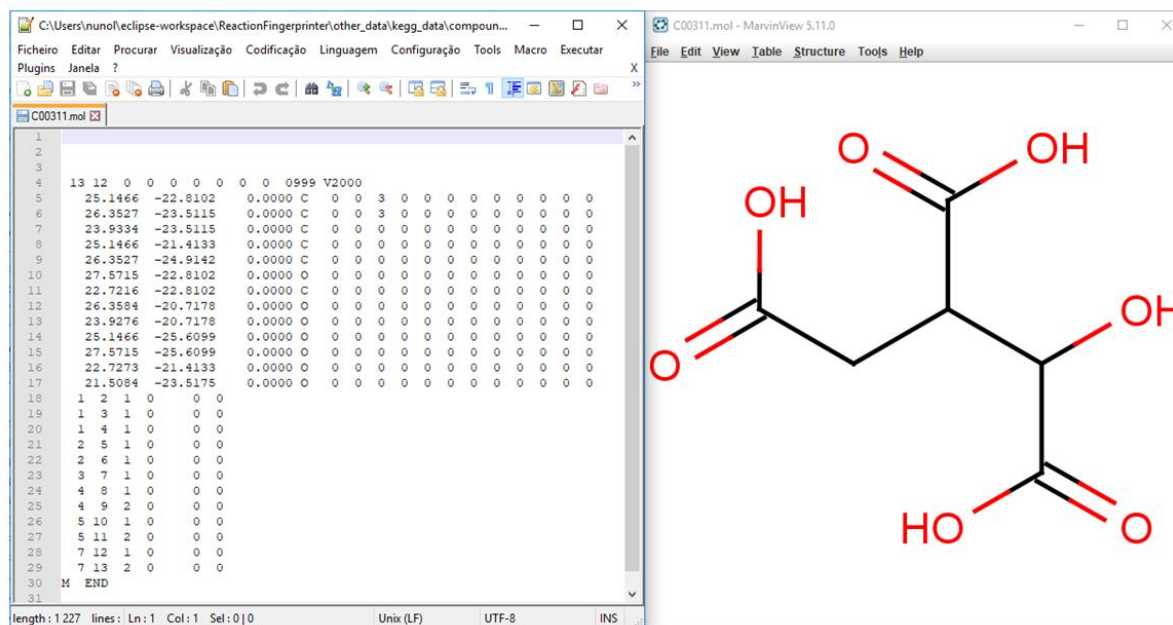 C:\Users\nunol\eclipse-workspace\ReactionFingerprinter\other_data\kegg_data\compoun...
Ficheiro Editar Procurar Visualização Codificação Linguagem Configuração Tools Macro Executar
Plugins Janela ? X
C00311.mol
1
2
3
4 13 12 0 0 0 0 0 0 0 0999 V2000
5 25.1466 -22.8102 0.0000 C 0 0 3 0 0 0 0 0 0 0 0 0
6 26.3527 -23.5115 0.0000 C 0 0 3 0 0 0 0 0 0 0 0 0
7 23.9334 -23.5115 0.0000 C 0 0 0 0 0 0 0 0 0 0 0 0
8 25.1466 -21.4133 0.0000 C 0 0 0 0 0 0 0 0 0 0 0 0
9 26.3527 -24.9142 0.0000 C 0 0 0 0 0 0 0 0 0 0 0 0
10 27.5715 -22.8102 0.0000 O 0 0 0 0 0 0 0 0 0 0 0 0
11 22.7216 -22.8102 0.0000 C 0 0 0 0 0 0 0 0 0 0 0 0
12 26.3584 -20.7178 0.0000 O 0 0 0 0 0 0 0 0 0 0 0 0
13 23.9276 -20.7178 0.0000 O 0 0 0 0 0 0 0 0 0 0 0 0
14 25.1466 -25.6099 0.0000 O 0 0 0 0 0 0 0 0 0 0 0 0
15 27.5715 -25.6099 0.0000 O 0 0 0 0 0 0 0 0 0 0 0 0
16 22.7273 -21.4133 0.0000 O 0 0 0 0 0 0 0 0 0 0 0 0
17 21.5084 -23.5175 0.0000 O 0 0 0 0 0 0 0 0 0 0 0 0
18 1 2 1 0 0 0
19 1 3 1 0 0 0
20 1 4 1 0 0 0
21 2 5 1 0 0 0
22 2 6 1 0 0 0
23 3 7 1 0 0 0
24 4 8 1 0 0 0
25 4 9 2 0 0 0
26 5 10 1 0 0 0
27 5 11 2 0 0 0
28 7 12 1 0 0 0
29 7 13 2 0 0 0
30 M END
31
length : 1 227 lines : Ln : 1 Col : 1 Sel : 0 | 0 Unix (LF) UTF-8 INS
C00311.mol - MarvinView 5.11.0
File Edit View Table Structure Tools Help
O OH
OH
OH
O
HO O